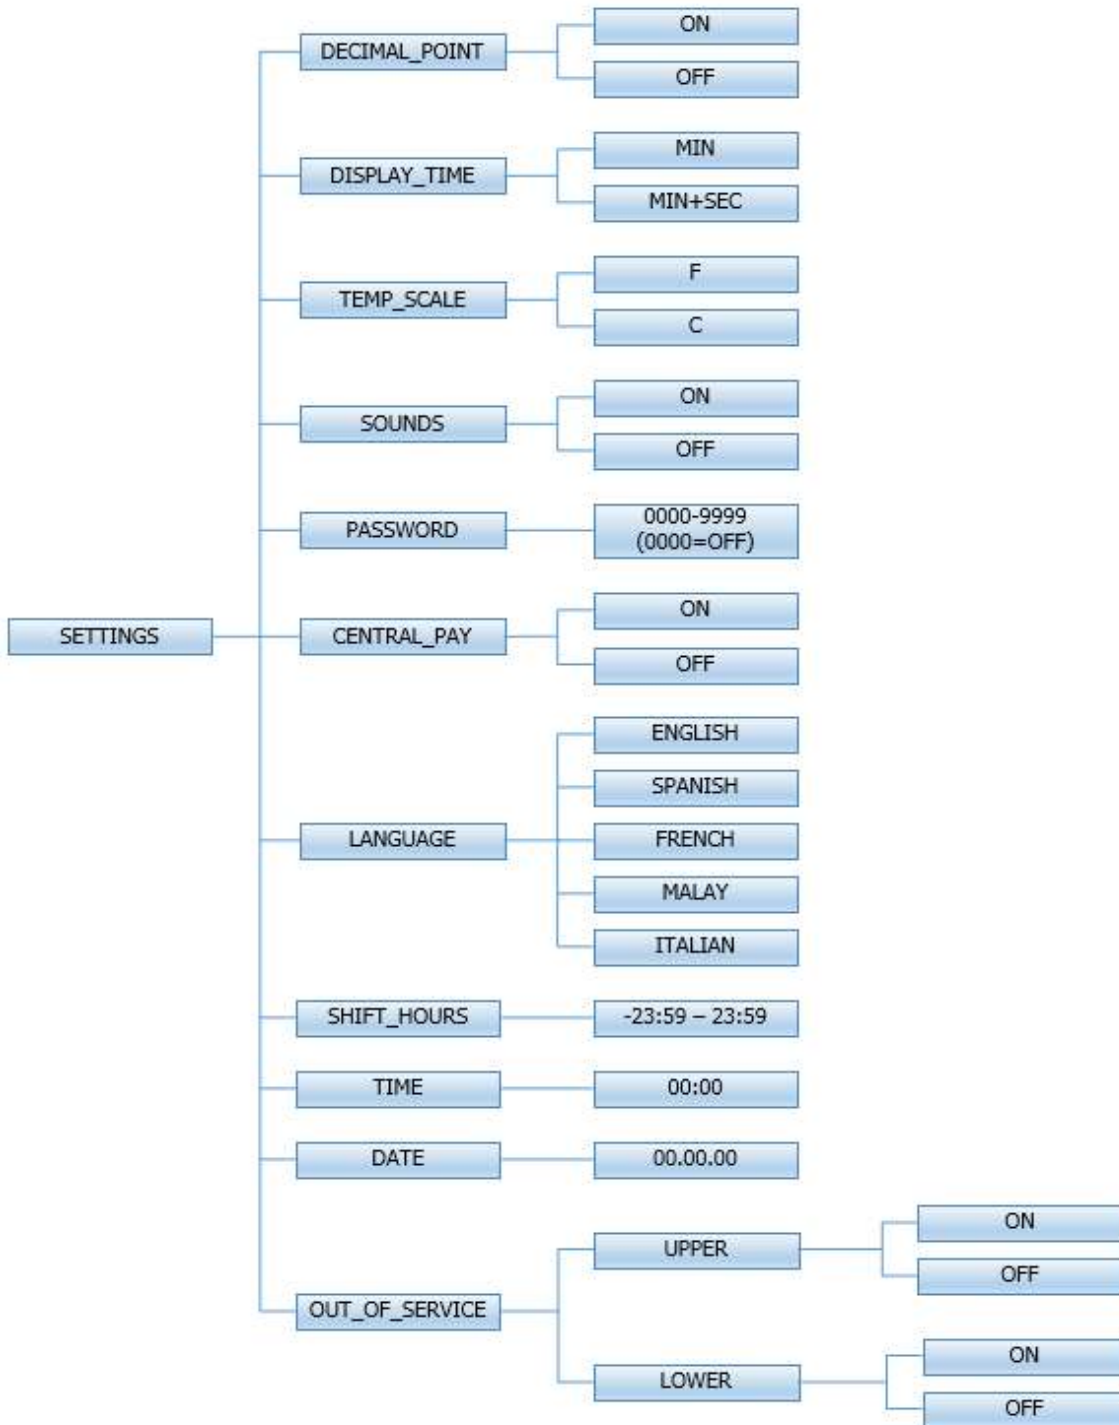 SETTINGS
DECIMAL_POINT
ON
OFF
DISPLAY_TIME
MIN
MIN+SEC
TEMP_SCALE
F
C
SOUNDS
ON
OFF
PASSWORD
0000-9999
(0000=OFF)
CENTRAL_PAY
ON
OFF
LANGUAGE
ENGLISH
SPANISH
FRENCH
MALAY
ITALIAN
SHIFT_HOURS
-23:59 – 23:59
TIME
00:00
DATE
00.00.00
OUT_OF_SERVICE
UPPER
ON
OFF
LOWER
ON
OFF